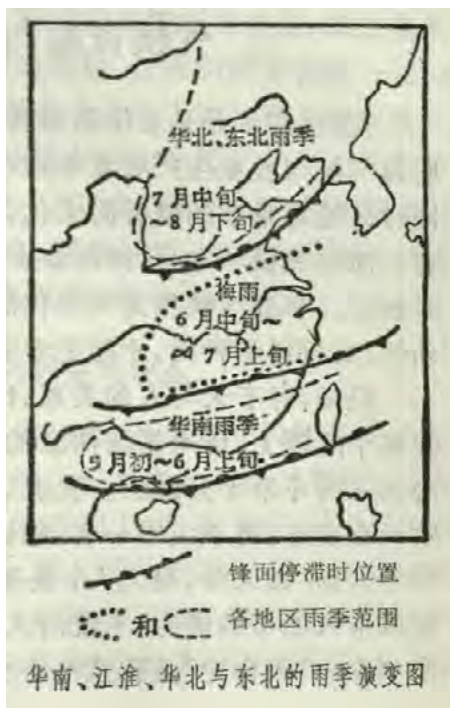 华北、东北雨季
7月中旬
～8月下旬
梅雨
6月中旬～
7月上旬
华南雨季
5月初～6月上旬
锋面停滞时位置
和
各地区雨季范围
华南、江淮、华北与东北的雨季演变图